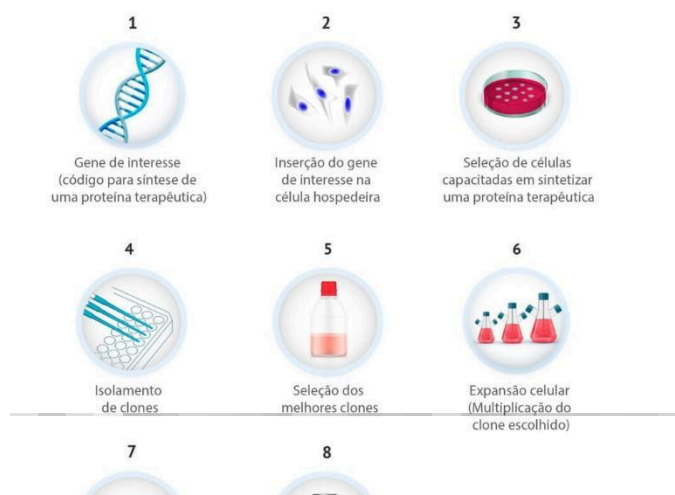 1
2
3
Gene de interesse
(código para síntese de
uma proteína terapêutica)
Inserção do gene
de interesse na
célula hospedeira
Seleção de células
capacitadas em sintetizar
uma proteína terapêutica
4
5
6
Isolamento
de clones
Seleção dos
melhores clones
Expansão celular
(Multiplicação do
clone escolhido)
7
8